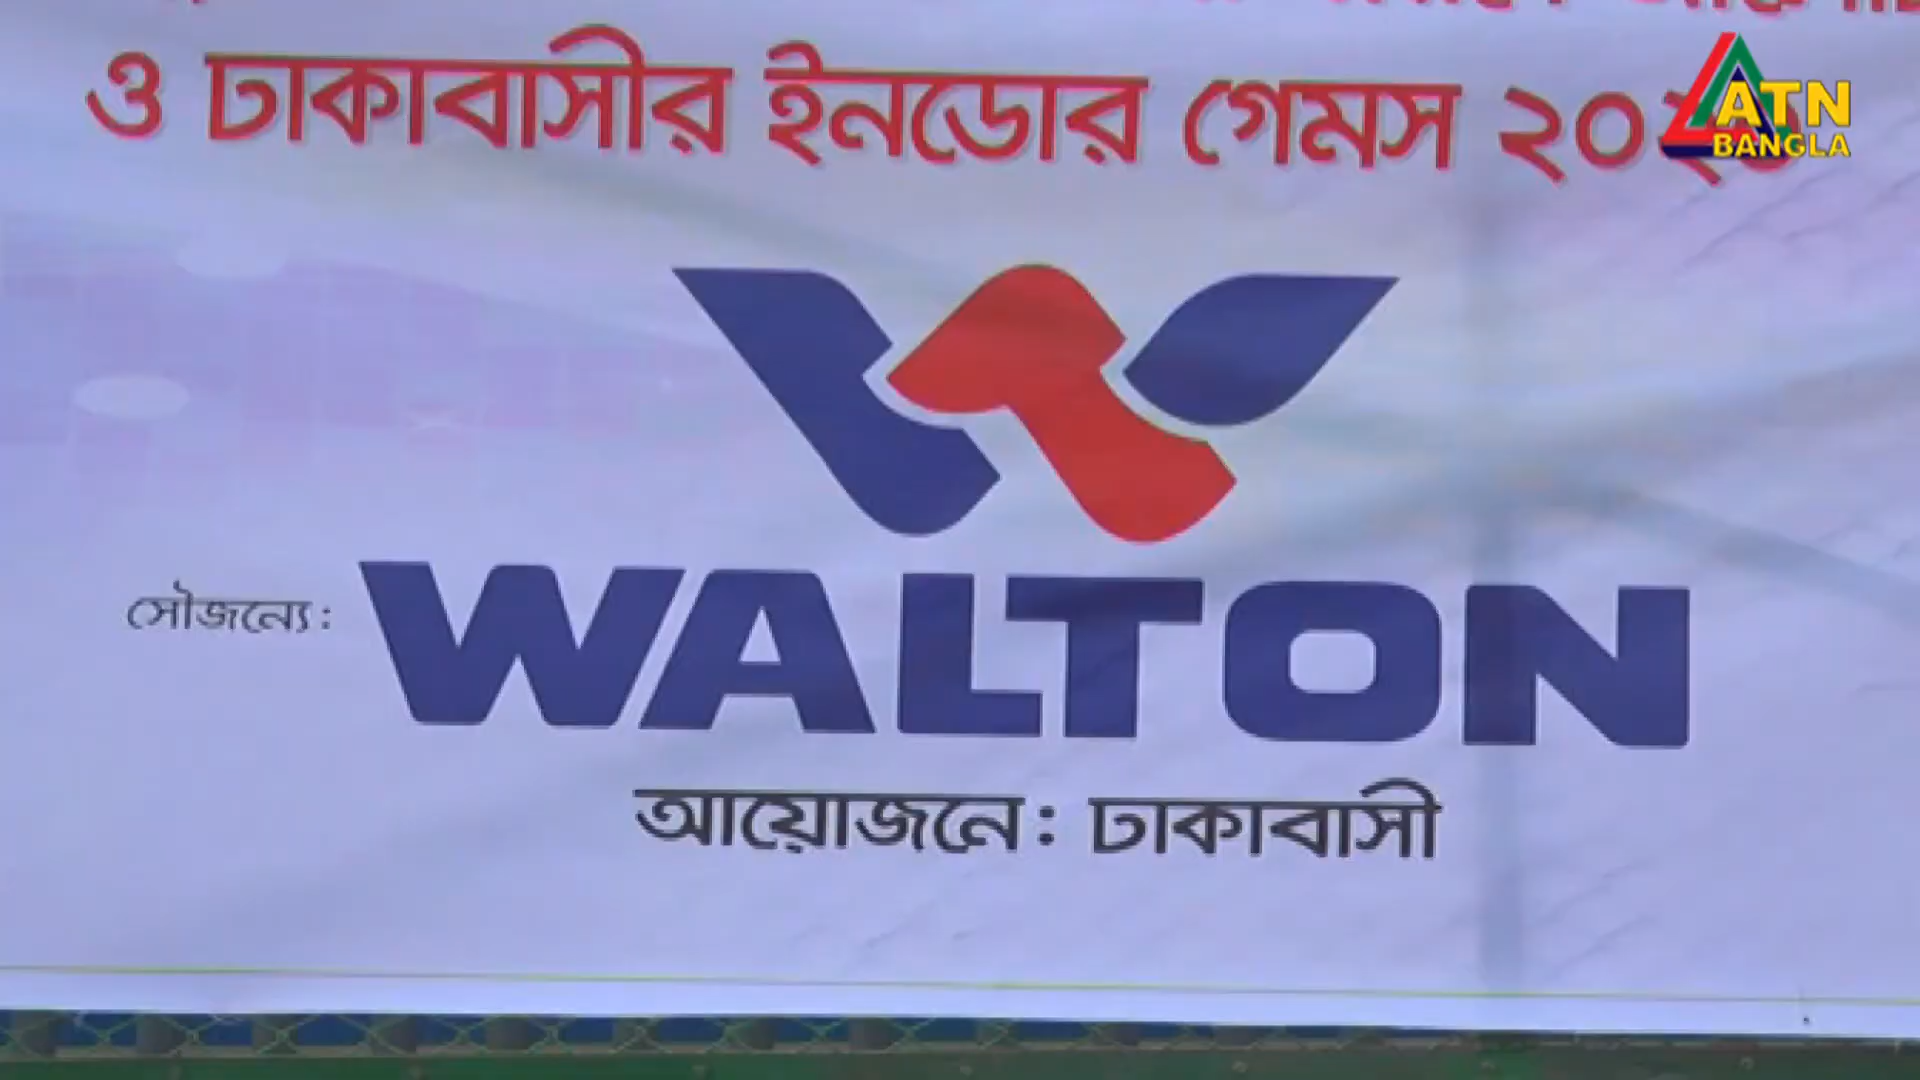 ও ঢাকাবাসীর ইনডোর গেমস
ATN
BANGLA
সৌজন্যে :
WALTON
আয়োজনে : ঢাকাবাসী